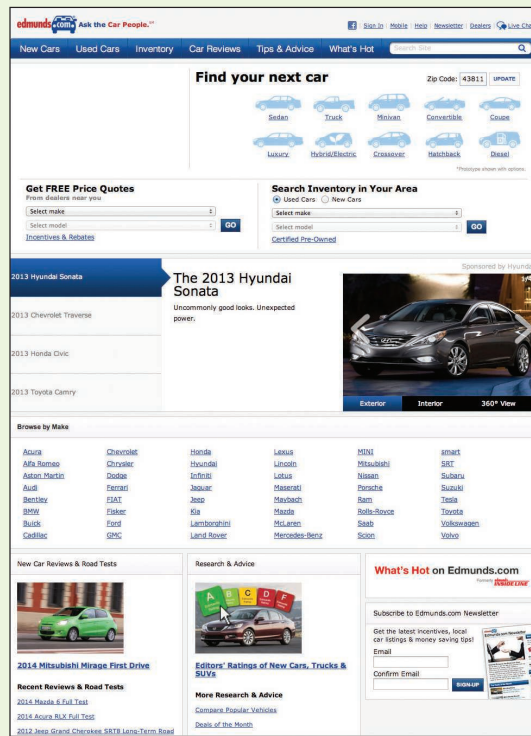 edmunds.com Ask the Car People.™
Sign In Mobile Help Newsletter Dealers Live Cha
New Cars Used Cars Inventory Car Reviews Tips & Advice What's Hot Search Site
Find your next car
Zip Code: 43811 UPDATE
Sedan Truck Minivan Convertible Coupe
Luxury Hybrid/Electric Crossover Hatchback Diesel
*Prototype shown with options.
Get FREE Price Quotes
From dealers near you
Select make
Select model GO
Incentives & Rebates
Search Inventory in Your Area
Used Cars New Cars
Select make
Select model GO
Certified Pre-Owned
Sponsored by Hyunda
2013 Hyundai Sonata
2013 Chevrolet Traverse
2013 Honda Civic
2013 Toyota Camry
The 2013 Hyundai
Sonata
Uncommonly good looks. Unexpected
power.
Exterior Interior 360° View
Browse by Make
Acura Chevrolet Honda Lexus MINI smart
Alfa Romeo Chrysler Hyundai Lincoln Mitsubishi SRT
Aston Martin Dodge Infiniti Lotus Nissan Subaru
Audi Ferrari Jaguar Maserati Porsche Suzuki
Bentley FIAT Jeep Maybach Ram Tesla
BMW Fisker Kia Mazda Rolls-Royce Toyota
Buick Ford Lamborghini McLaren Saab Volkswagen
Cadillac GMC Land Rover Mercedes-Benz Scion Volvo
New Car Reviews & Road Tests
2014 Mitsubishi Mirage First Drive
Recent Reviews & Road Tests
2014 Mazda 6 Full Test
2014 Acura RLX Full Test
2012 Jeep Grand Cherokee SRT8 Long-Term Road
Research & Advice
A B C D F
Editors' Ratings of New Cars, Trucks &
SUVs
More Research & Advice
Compare Popular Vehicles
Deals of the Month
What's Hot on Edmunds.com
Formerly INSIDE LINE
Subscribe to Edmunds.com Newsletter
Get the latest incentives, local
car listings & money saving tips!
Email
Confirm Email
SIGN-UP